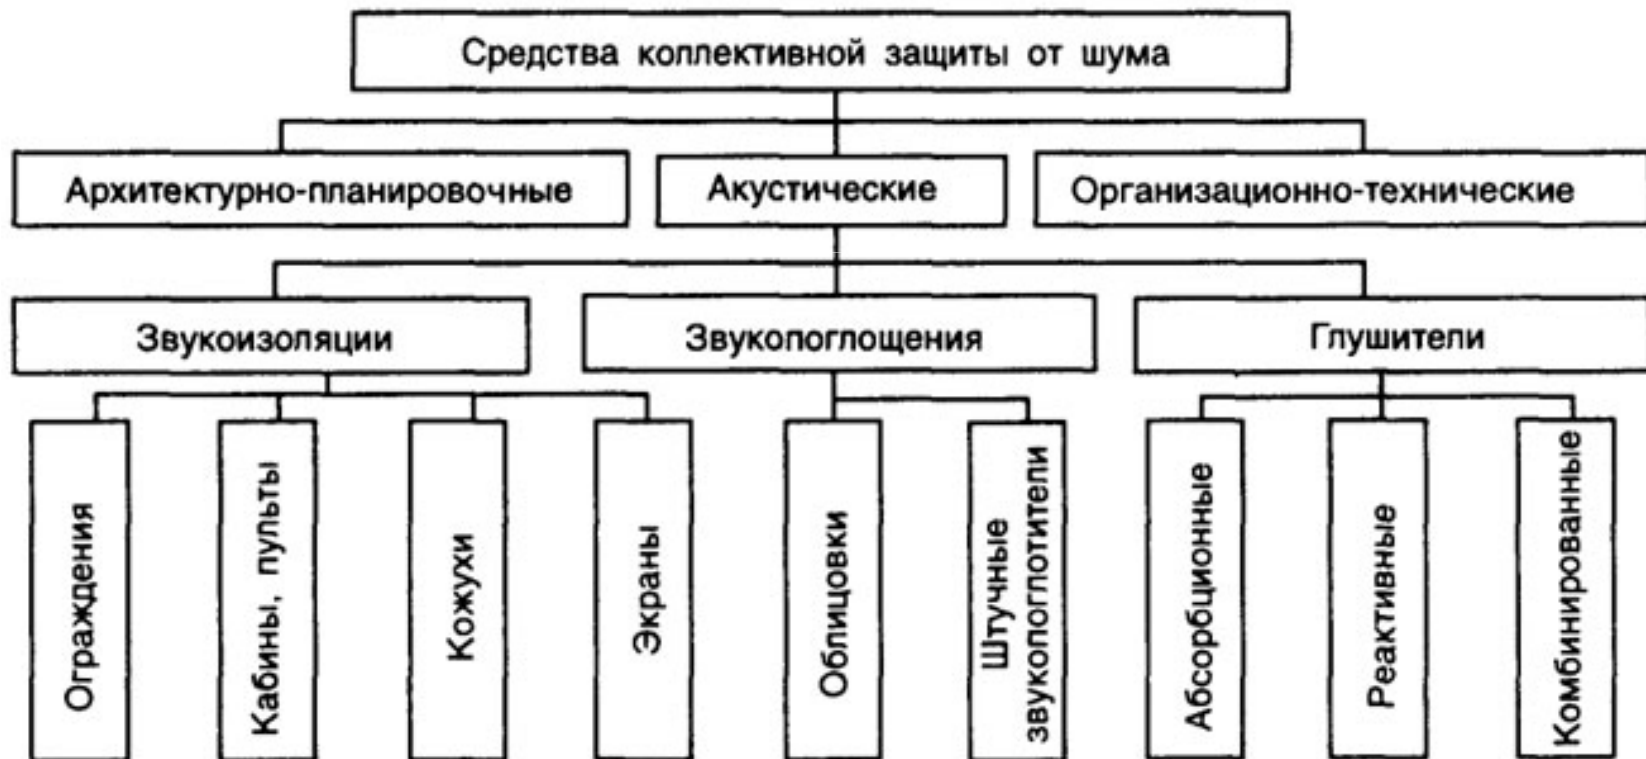 Средства коллективной защиты от шума
Архитектурно-планировочные
Акустические
Организационно-технические
Звукоизоляции
Звукопоглощения
Глушители
Ограждения
Кабины, пульты
Кожухи
Экраны
Облицовки
Штучные
звукопоглотители
Абсорбционные
Реактивные
Комбинированные